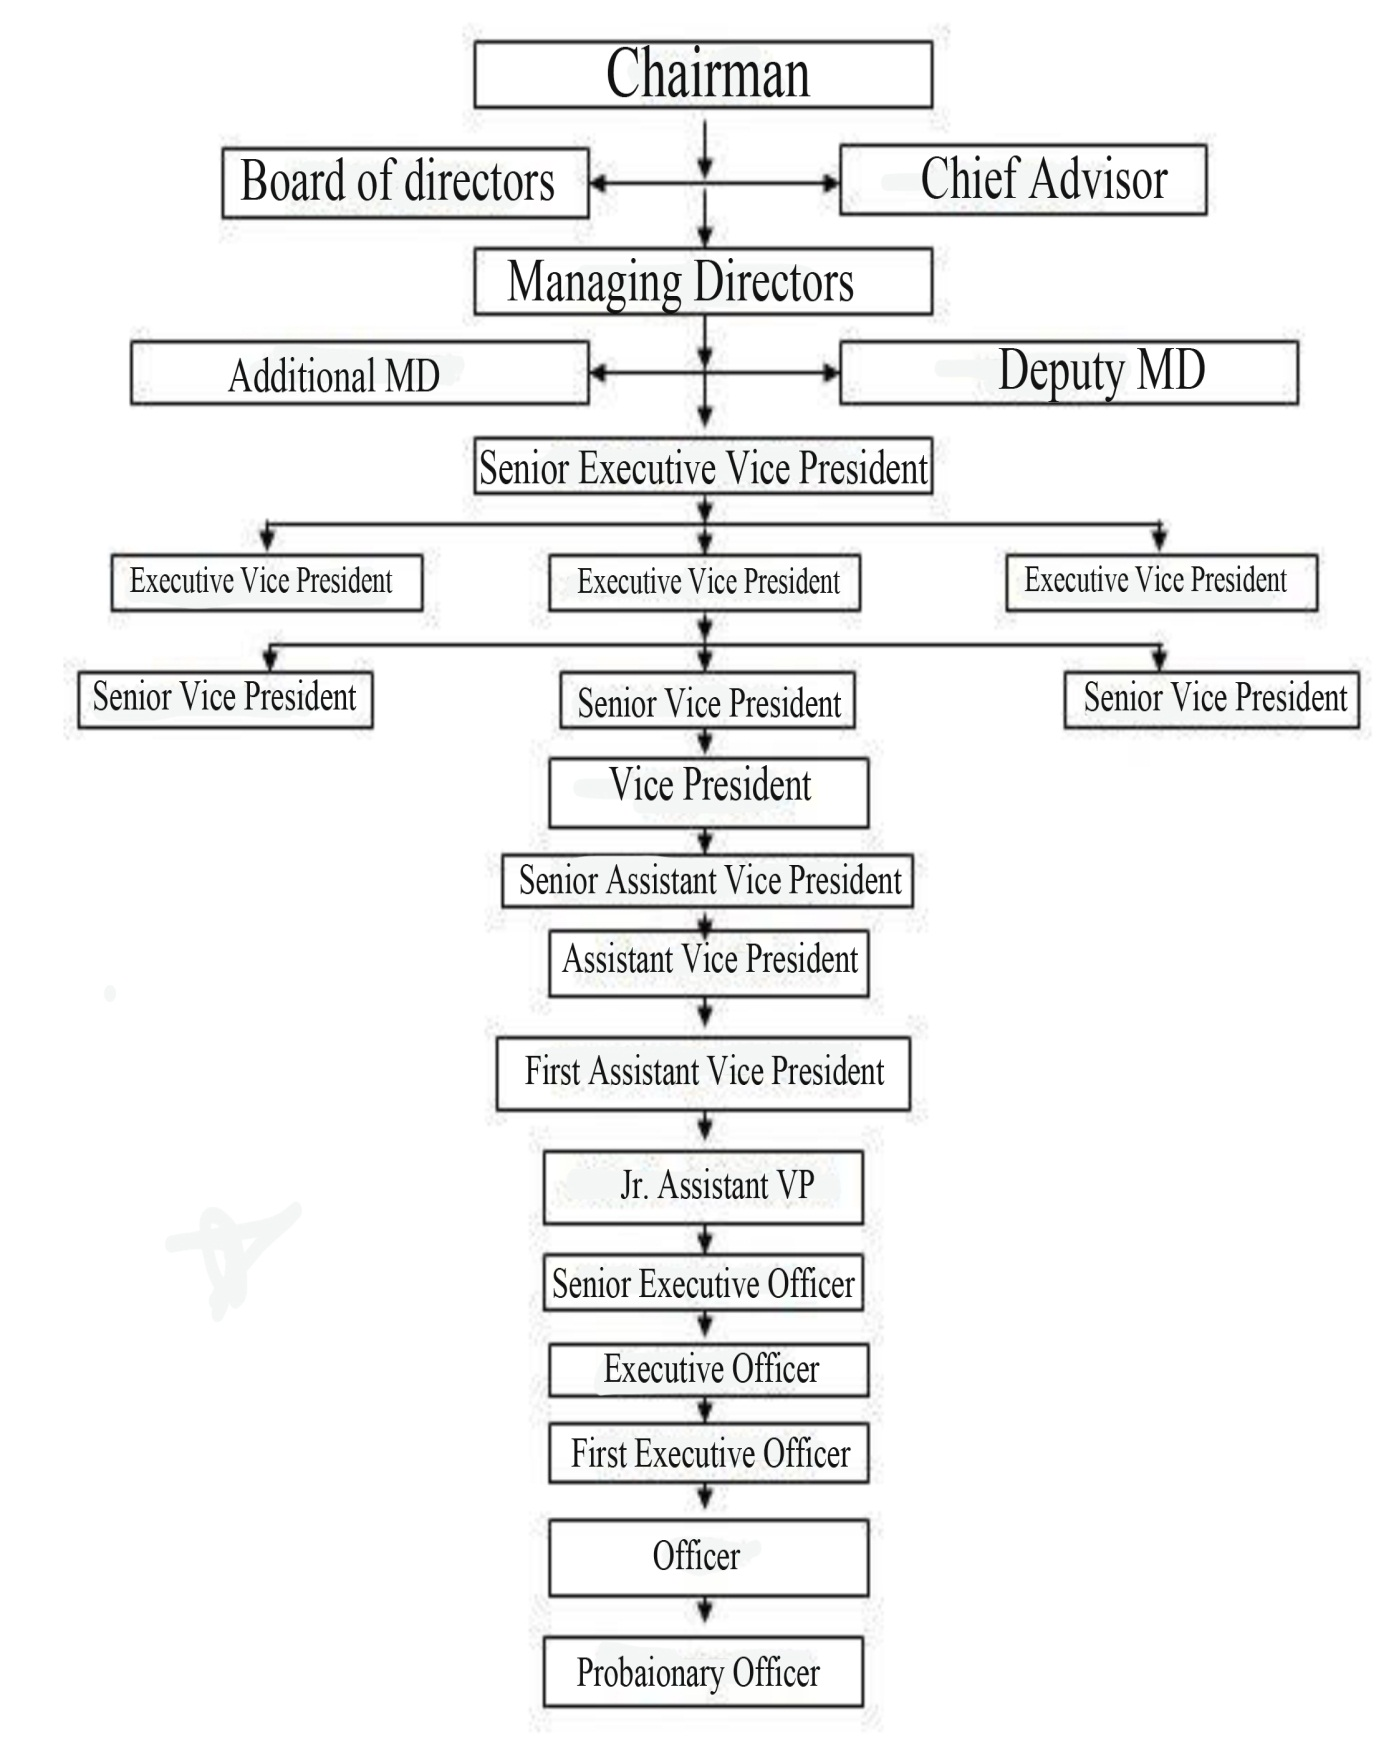 Chairman
Board of directors
Chief Advisor
Managing Directors
Additional MD
Deputy MD
Senior Executive Vice President
Executive Vice President
Executive Vice President
Executive Vice President
Senior Vice President
Senior Vice President
Senior Vice President
Vice President
Senior Assistant Vice President
Assistant Vice President
First Assistant Vice President
Jr. Assistant VP
Senior Executive Officer
Executive Officer
First Executive Officer
Officer
Probaionary Officer